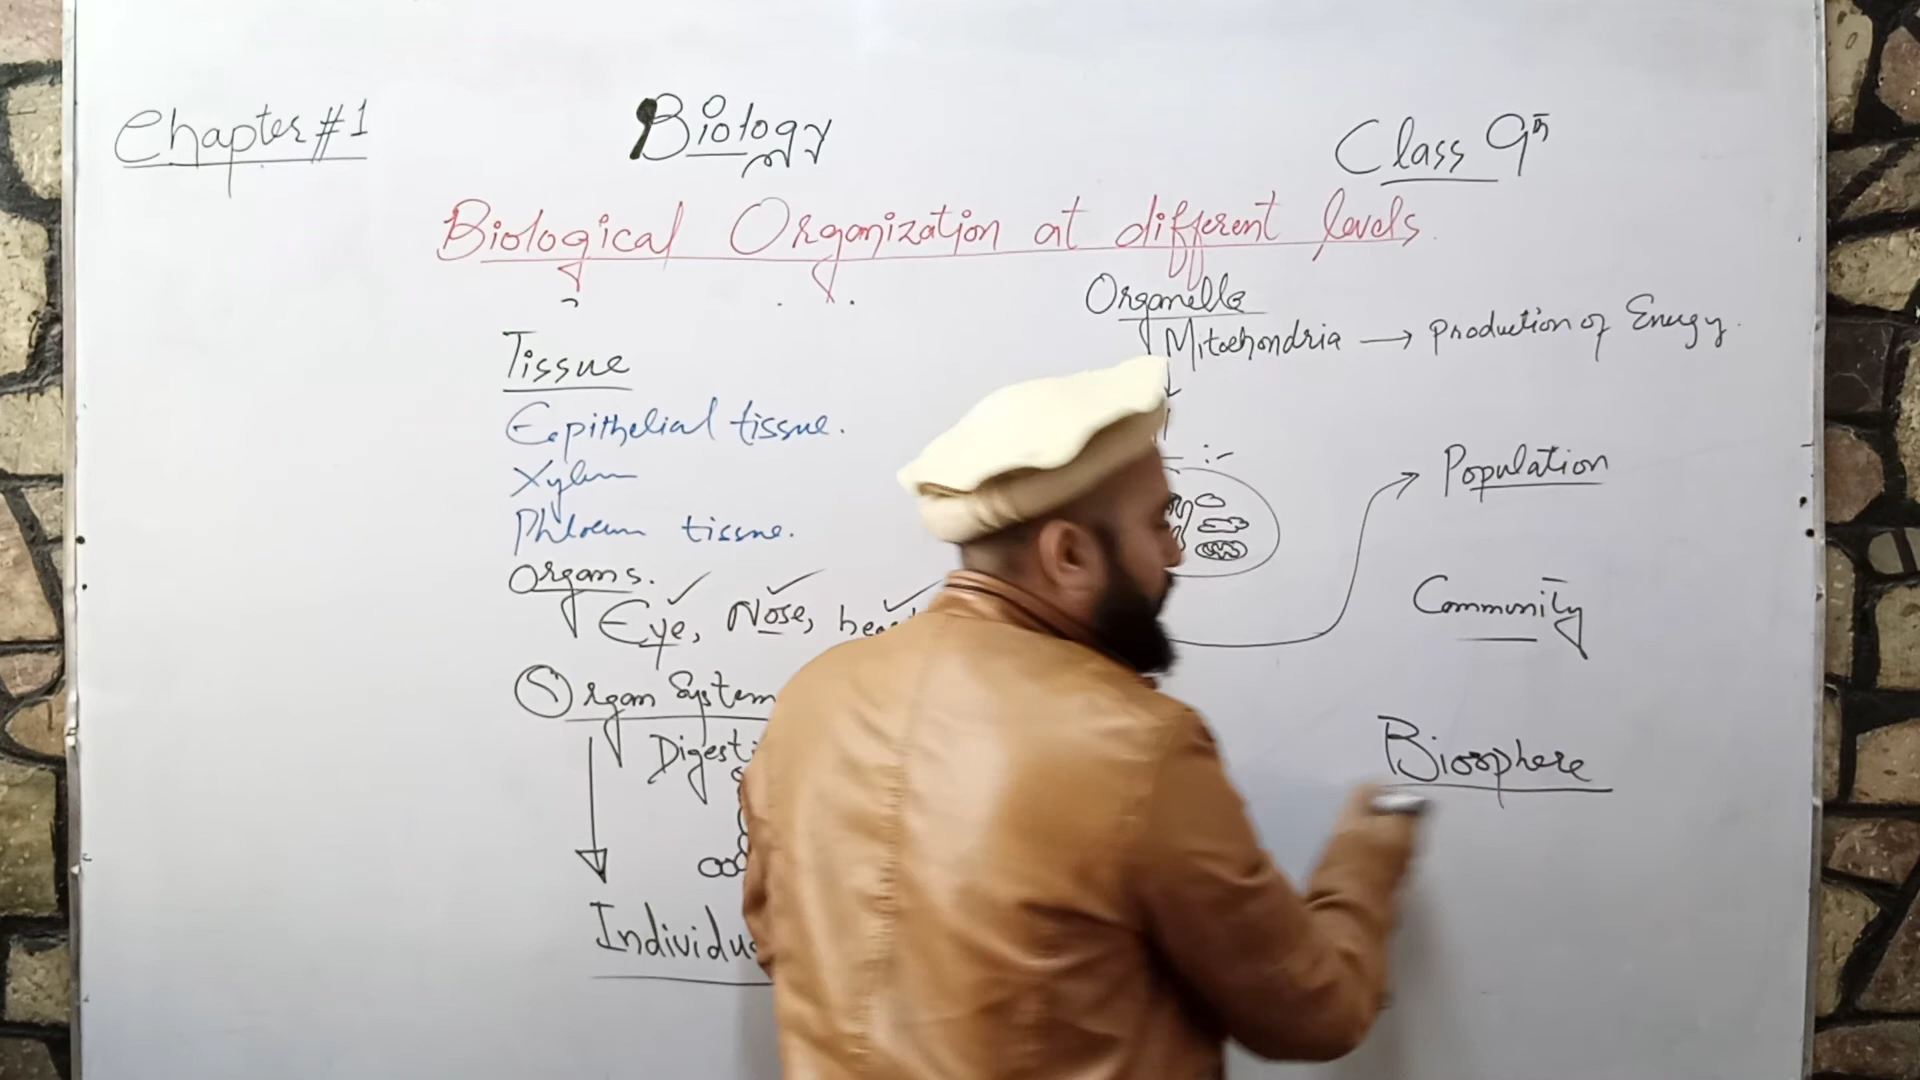 Chapter #1
Biology
Class 9th
Biological Organization at different levels.
Organelle
Mitochondria → Production of Energy.
Tissue
Epithelial tissue.
Xylem
Phloem tissue.
Organs.
Eye, Nose,
Organ System
Population
Community
Biosphere